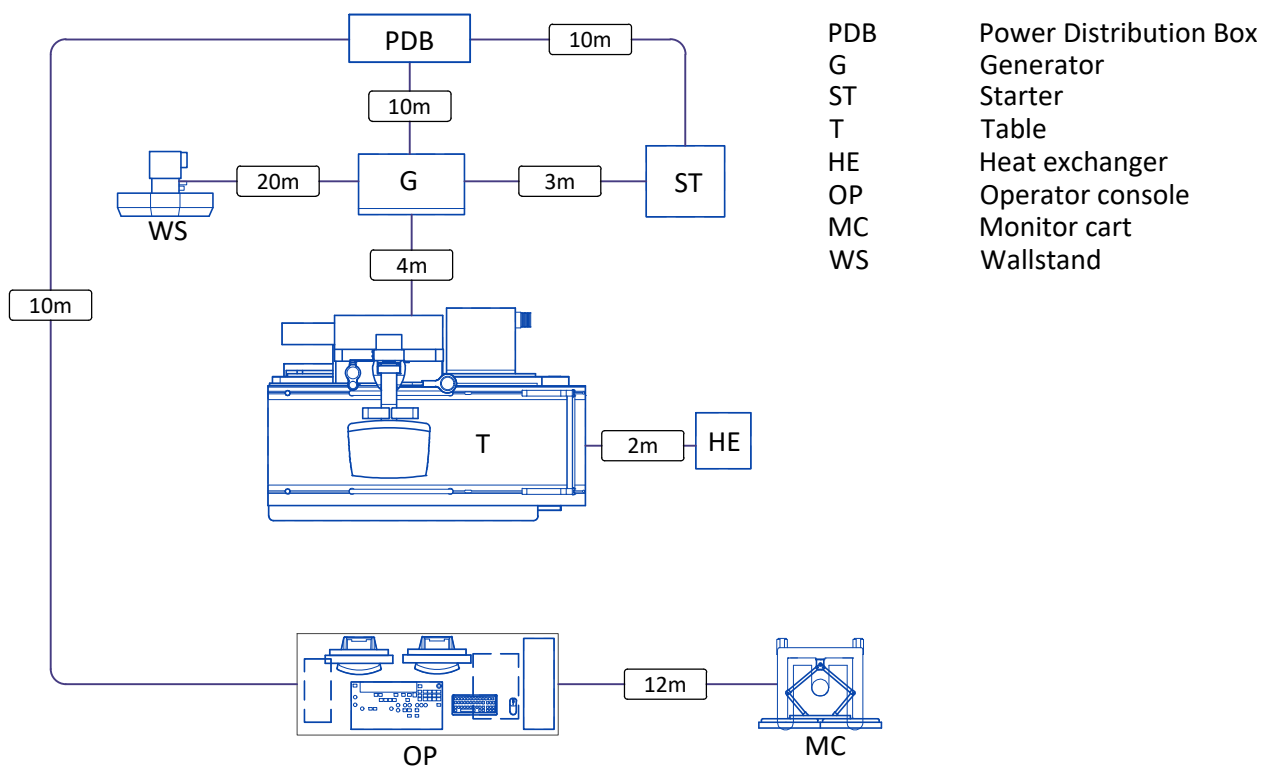 PDB
10m
10m
G
20m
3m
ST
WS
4m
10m
T
2m
HE
12m
OP
MC
PDB Power Distribution Box
G Generator
ST Starter
T Table
HE Heat exchanger
OP Operator console
MC Monitor cart
WS Wallstand